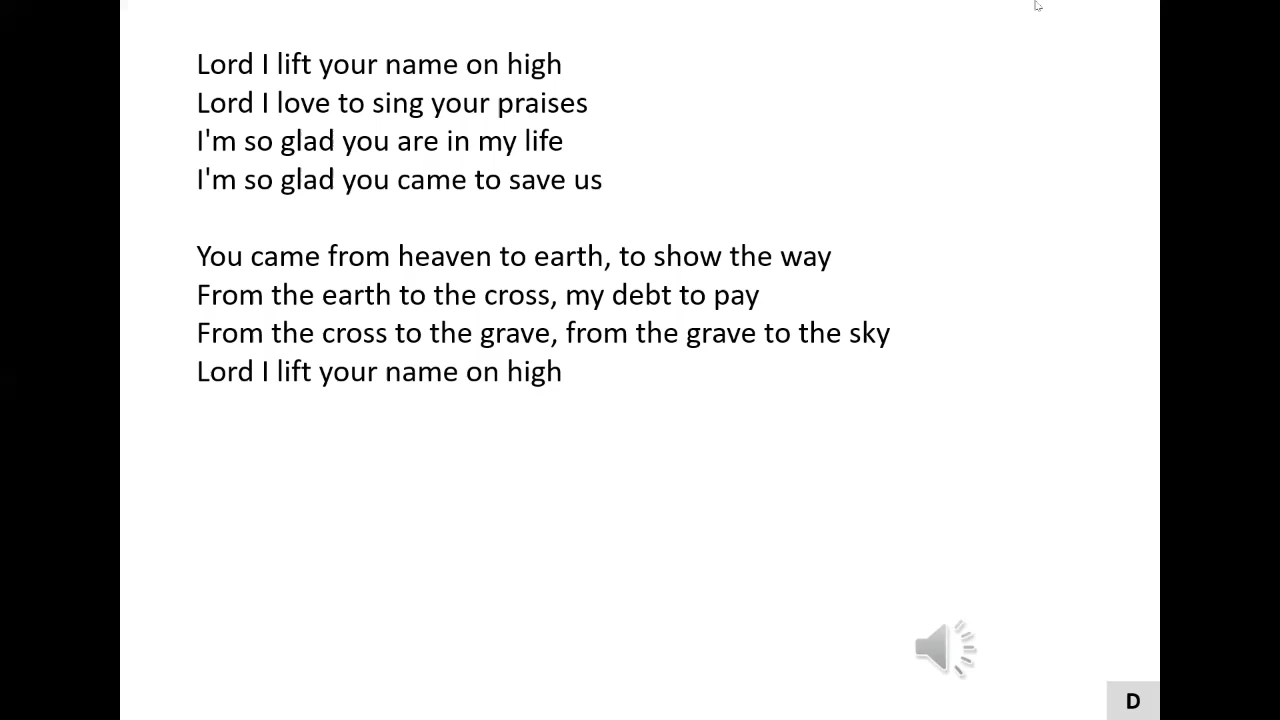 Lord I lift your name on high
Lord I love to sing your praises
I'm so glad you are in my life
I'm so glad you came to save us
You came from heaven to earth, to show the way
From the earth to the cross, my debt to pay
From the cross to the grave, from the grave to the sky
Lord I lift your name on high
D